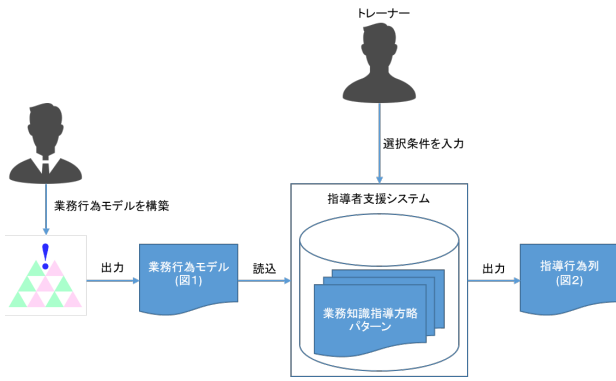 トレーナー
選択条件を入力
業務行為モデルを構築
指導者支援システム
出力
業務行為モデル
(図1)
読込
業務知識指導方略
パターン
出力
指導行為列
(図2)